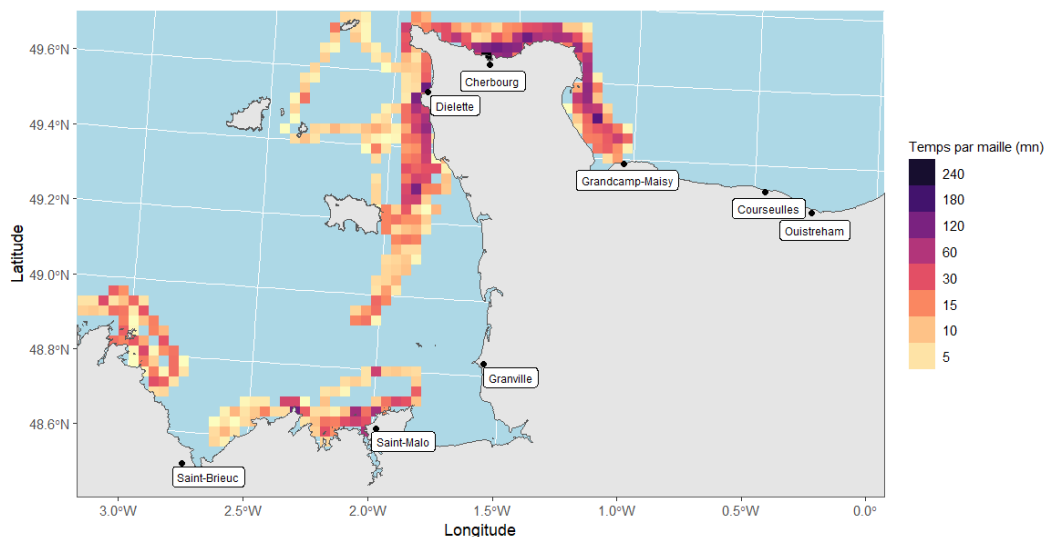 49.6°N
49.4°N
49.2°N
49.0°N
48.8°N
48.6°N
Latitude
Cherbourg
Dielette
Grandcamp-Maisy
Courseulles
Ouistreham
Granville
Saint-Malo
Saint-Brieuc
3.0°W 2.5°W 2.0°W 1.5°W 1.0°W 0.5°W 0.0°
Longitude
Temps par maille (mn)
240
180
120
60
30
15
10
5